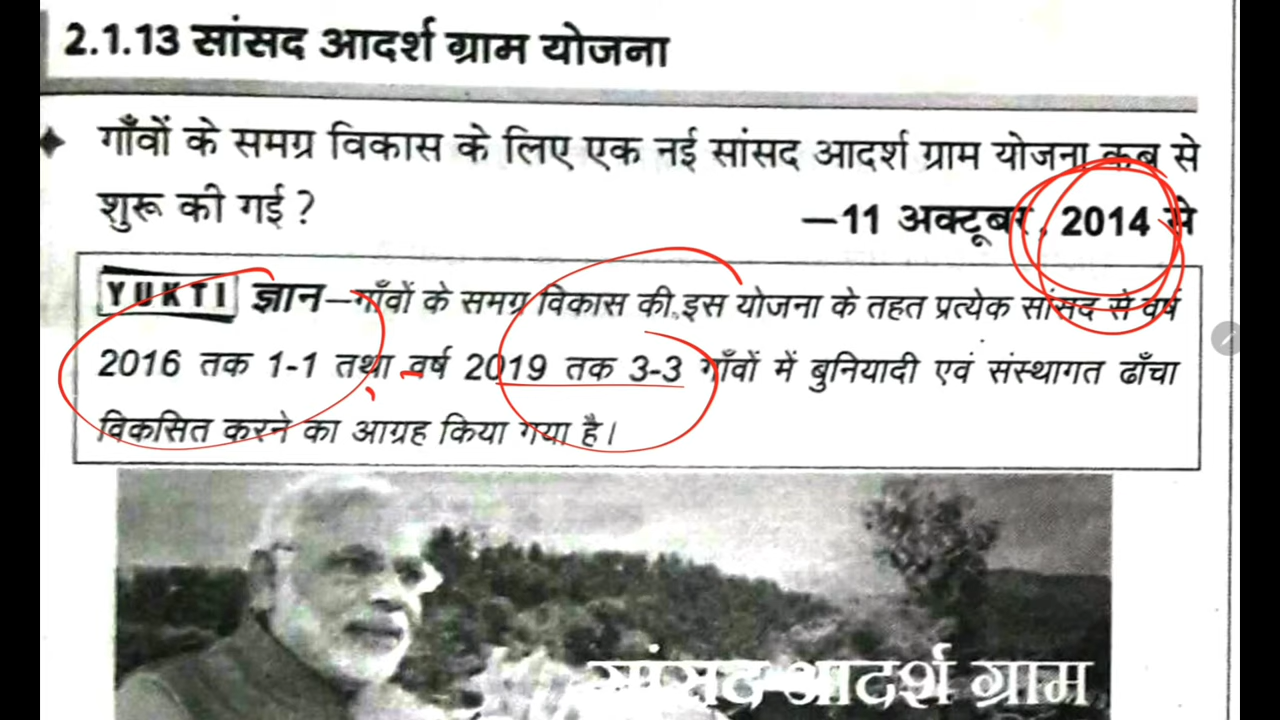 2.1.13 सांसद आदर्श ग्राम योजना
गाँवों के समग्र विकास के लिए एक नई सांसद आदर्श ग्राम योजना कब से
शुरू की गई ? —11 अक्टूबर, 2014 से
YUKTI ज्ञान—गाँवों के समग्र विकास की इस योजना के तहत प्रत्येक सांसद से वर्ष
2016 तक 1-1 तथा वर्ष 2019 तक 3-3 गाँवों में बुनियादी एवं संस्थागत ढाँचा
विकसित करने का आग्रह किया गया है।
सांसद आदर्श ग्राम